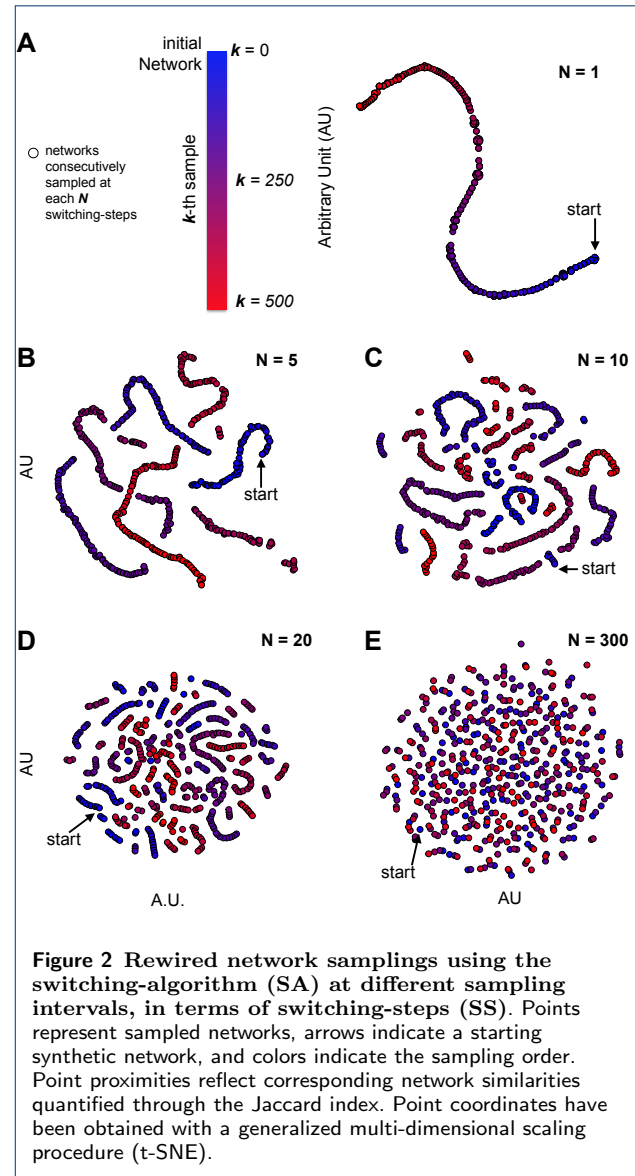 A
initial
Network
k = 0
k-th sample
k = 250
k = 500
networks
consecutively
sampled at
each N
switching-steps
Arbitrary Unit (AU)
N = 1
start
B
N = 5
AU
start
C
N = 10
start
D
N = 20
AU
start
A.U.
E
N = 300
start
AU
Figure 2 Rewired network samplings using the
switching-algorithm (SA) at different sampling
intervals, in terms of switching-steps (SS). Points
represent sampled networks, arrows indicate a starting
synthetic network, and colors indicate the sampling order.
Point proximities reflect corresponding network similarities
quantified through the Jaccard index. Point coordinates have
been obtained with a generalized multi-dimensional scaling
procedure (t-SNE).